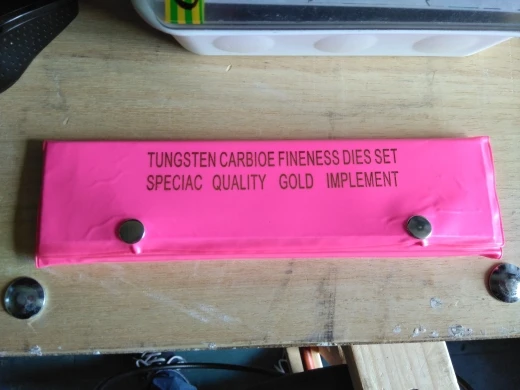 TUNGSTEN CARBIOE FINENESS DIES SET
SPECIAC QUALITY GOLD IMPLEMENT